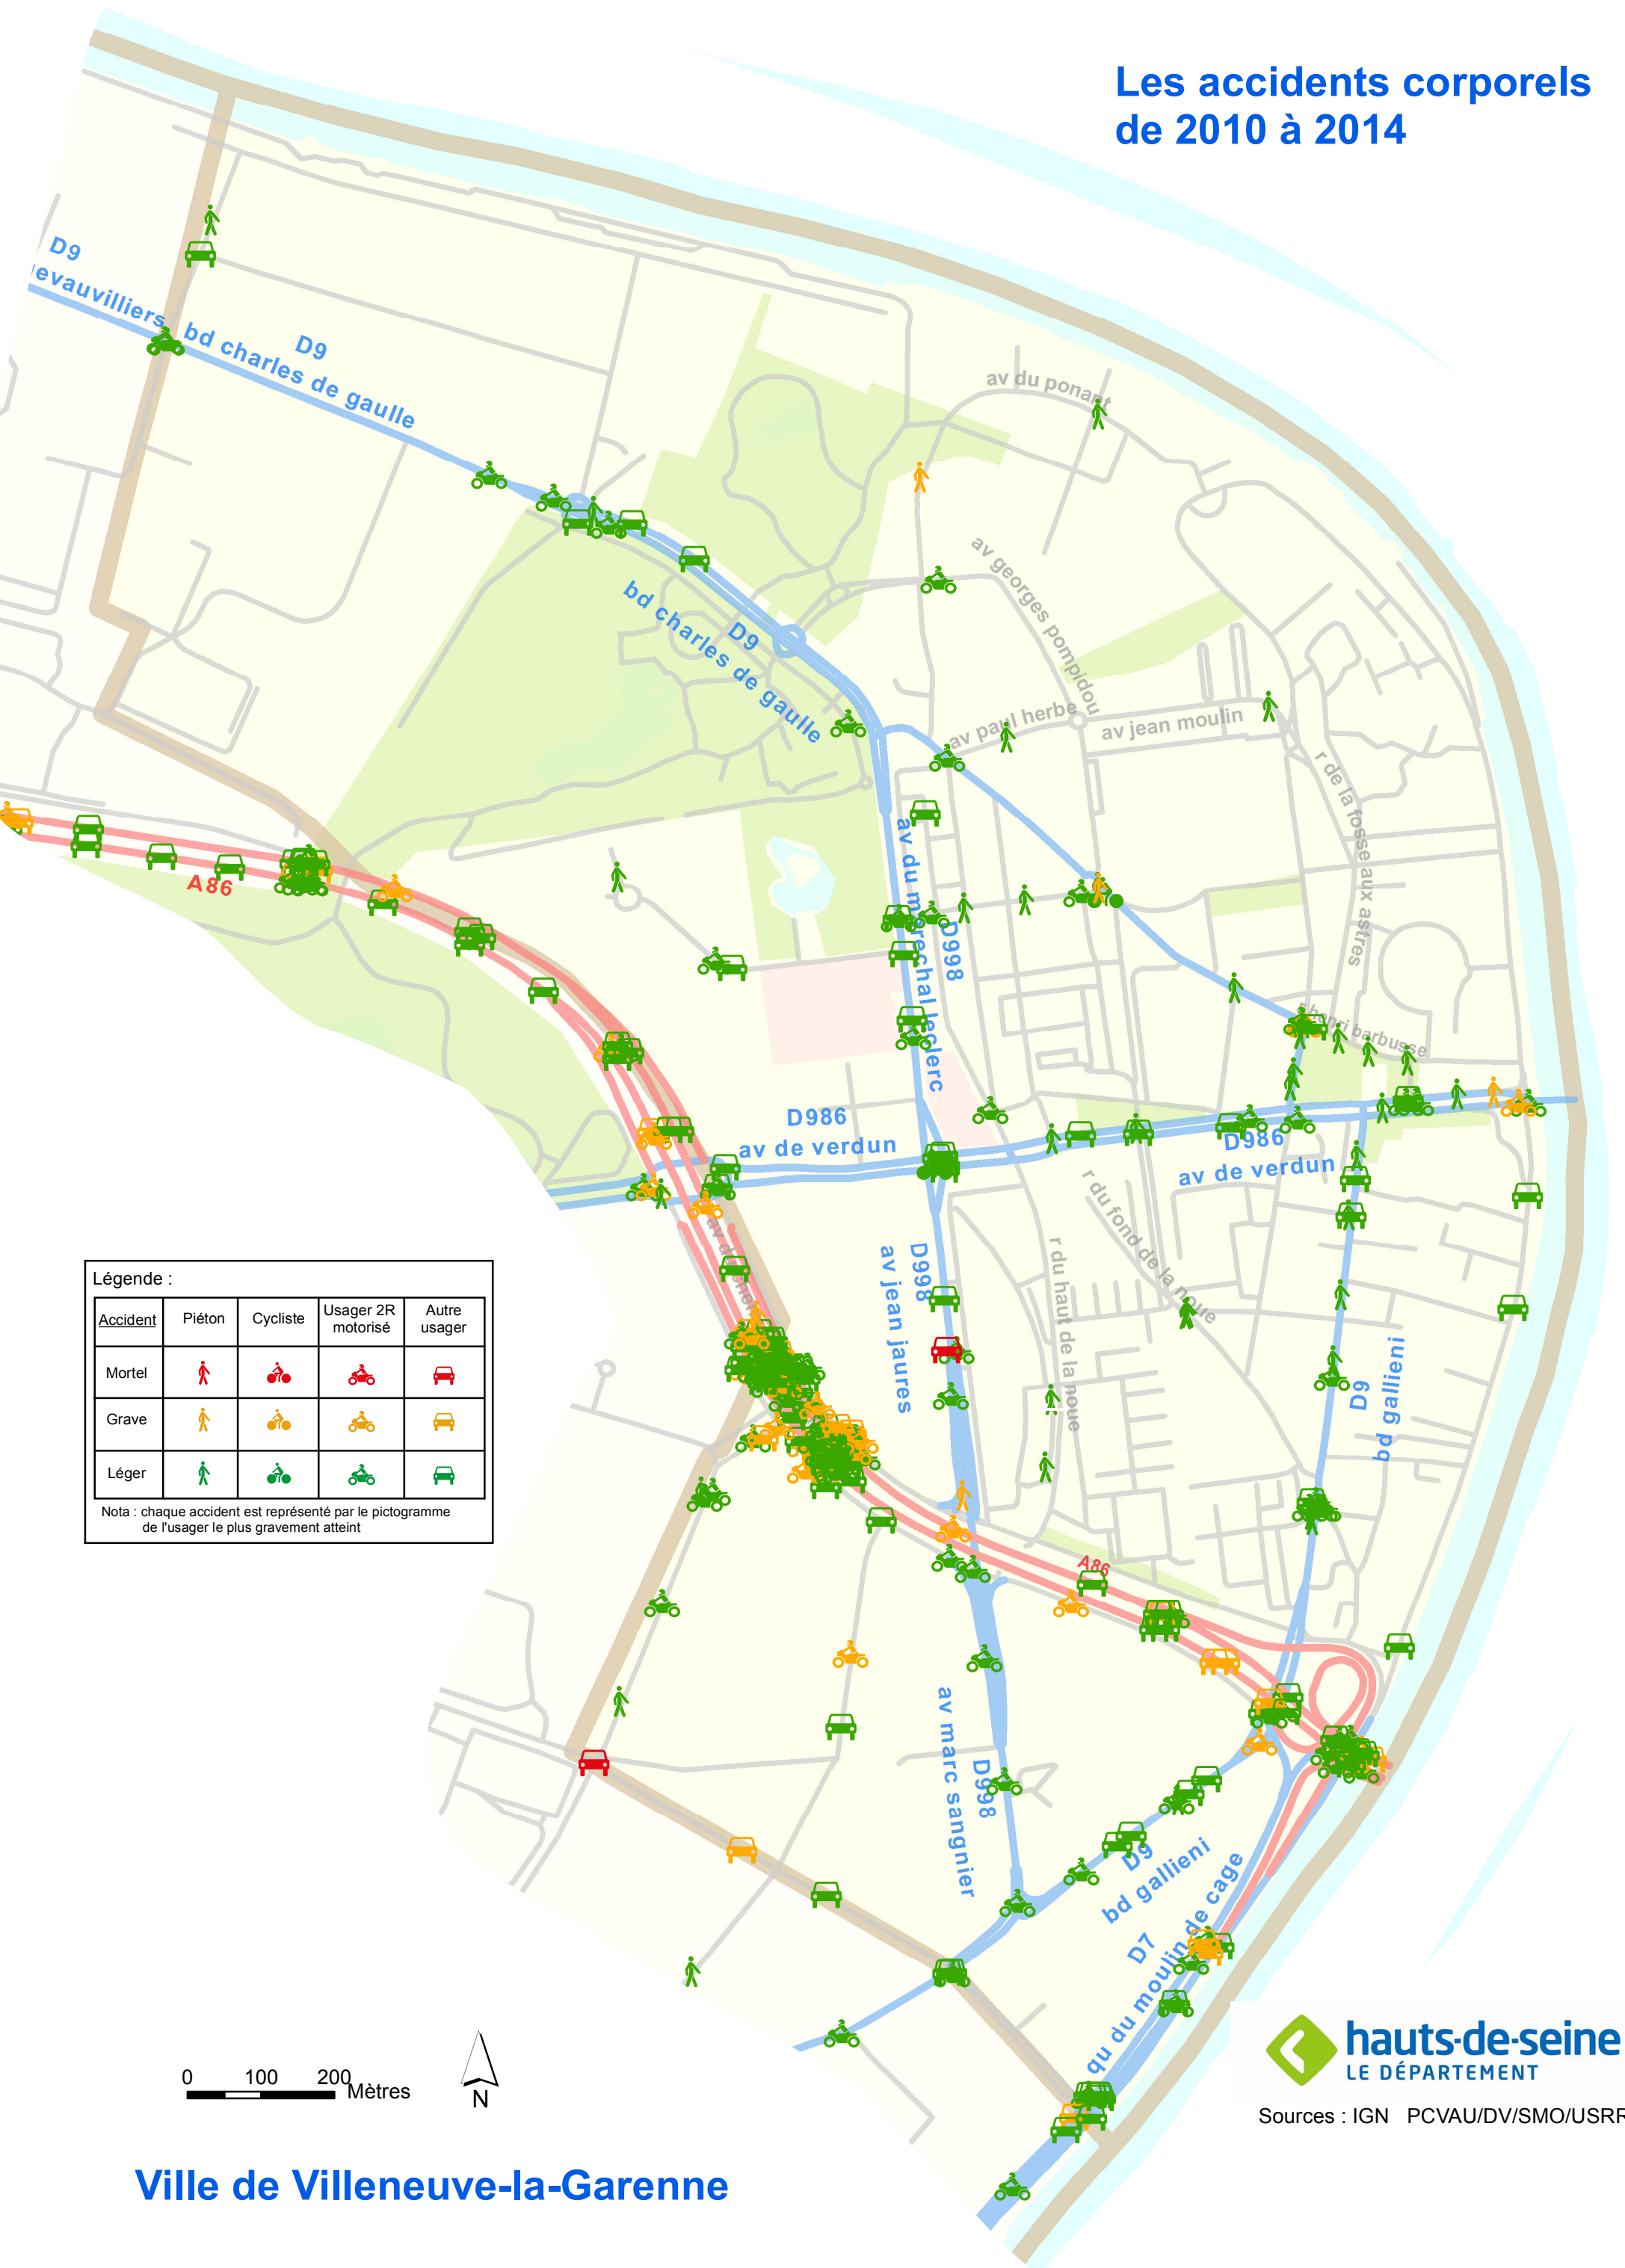 Les accidents corporels
de 2010 à 2014
D9
bd charles de gaulle
D9
av du ponant
av georges pompidou
D9
bd charles de gaulle
av paul herbe
av jean moulin
r de la fosse aux astres
A86
av du marechal leclerc
D998
r henri barbusse
D986
av de verdun
D986
av de verdun
r du fond de la noue
r du haut de la noue
D998
av jean jaures
D9
bd gallieni
Légende :
Accident Piéton Cycliste Usager 2R motorisé Autre usager
Mortel
Grave
Léger
Nota : chaque accident est représenté par le pictogramme
de l'usager le plus gravement atteint
A86
av marc sangnier
D998
D9
bd gallieni
D7
qu du moulin de cage
hauts-de-seine
LE DÉPARTEMENT
0 100 200 Mètres
N
Sources : IGN PCVAU/DV/SMO/USRR
Ville de Villeneuve-la-Garenne